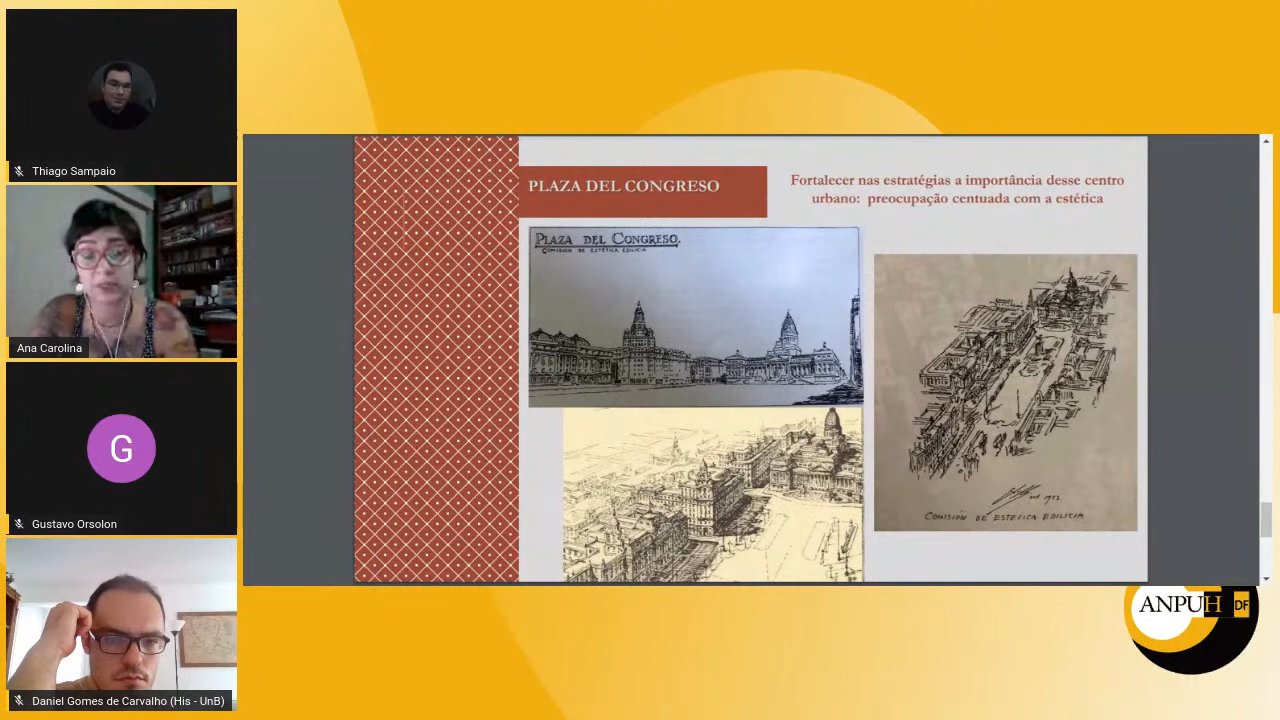 Thiago Sampaio
Ana Carolina
G
Gustavo Orsolon
Daniel Gomes de Carvalho (His - UnB)
PLAZA DEL CONGRESO
Fortalecer nas estratégias a importância desse centro
urbano: preocupação centuada com a estética
PLAZA DEL CONGRESO.
COMISION DE ESTETICA EDILICIA
1923
COMISIÓN DE ESTETICA EDILICIA
ANPUH DF